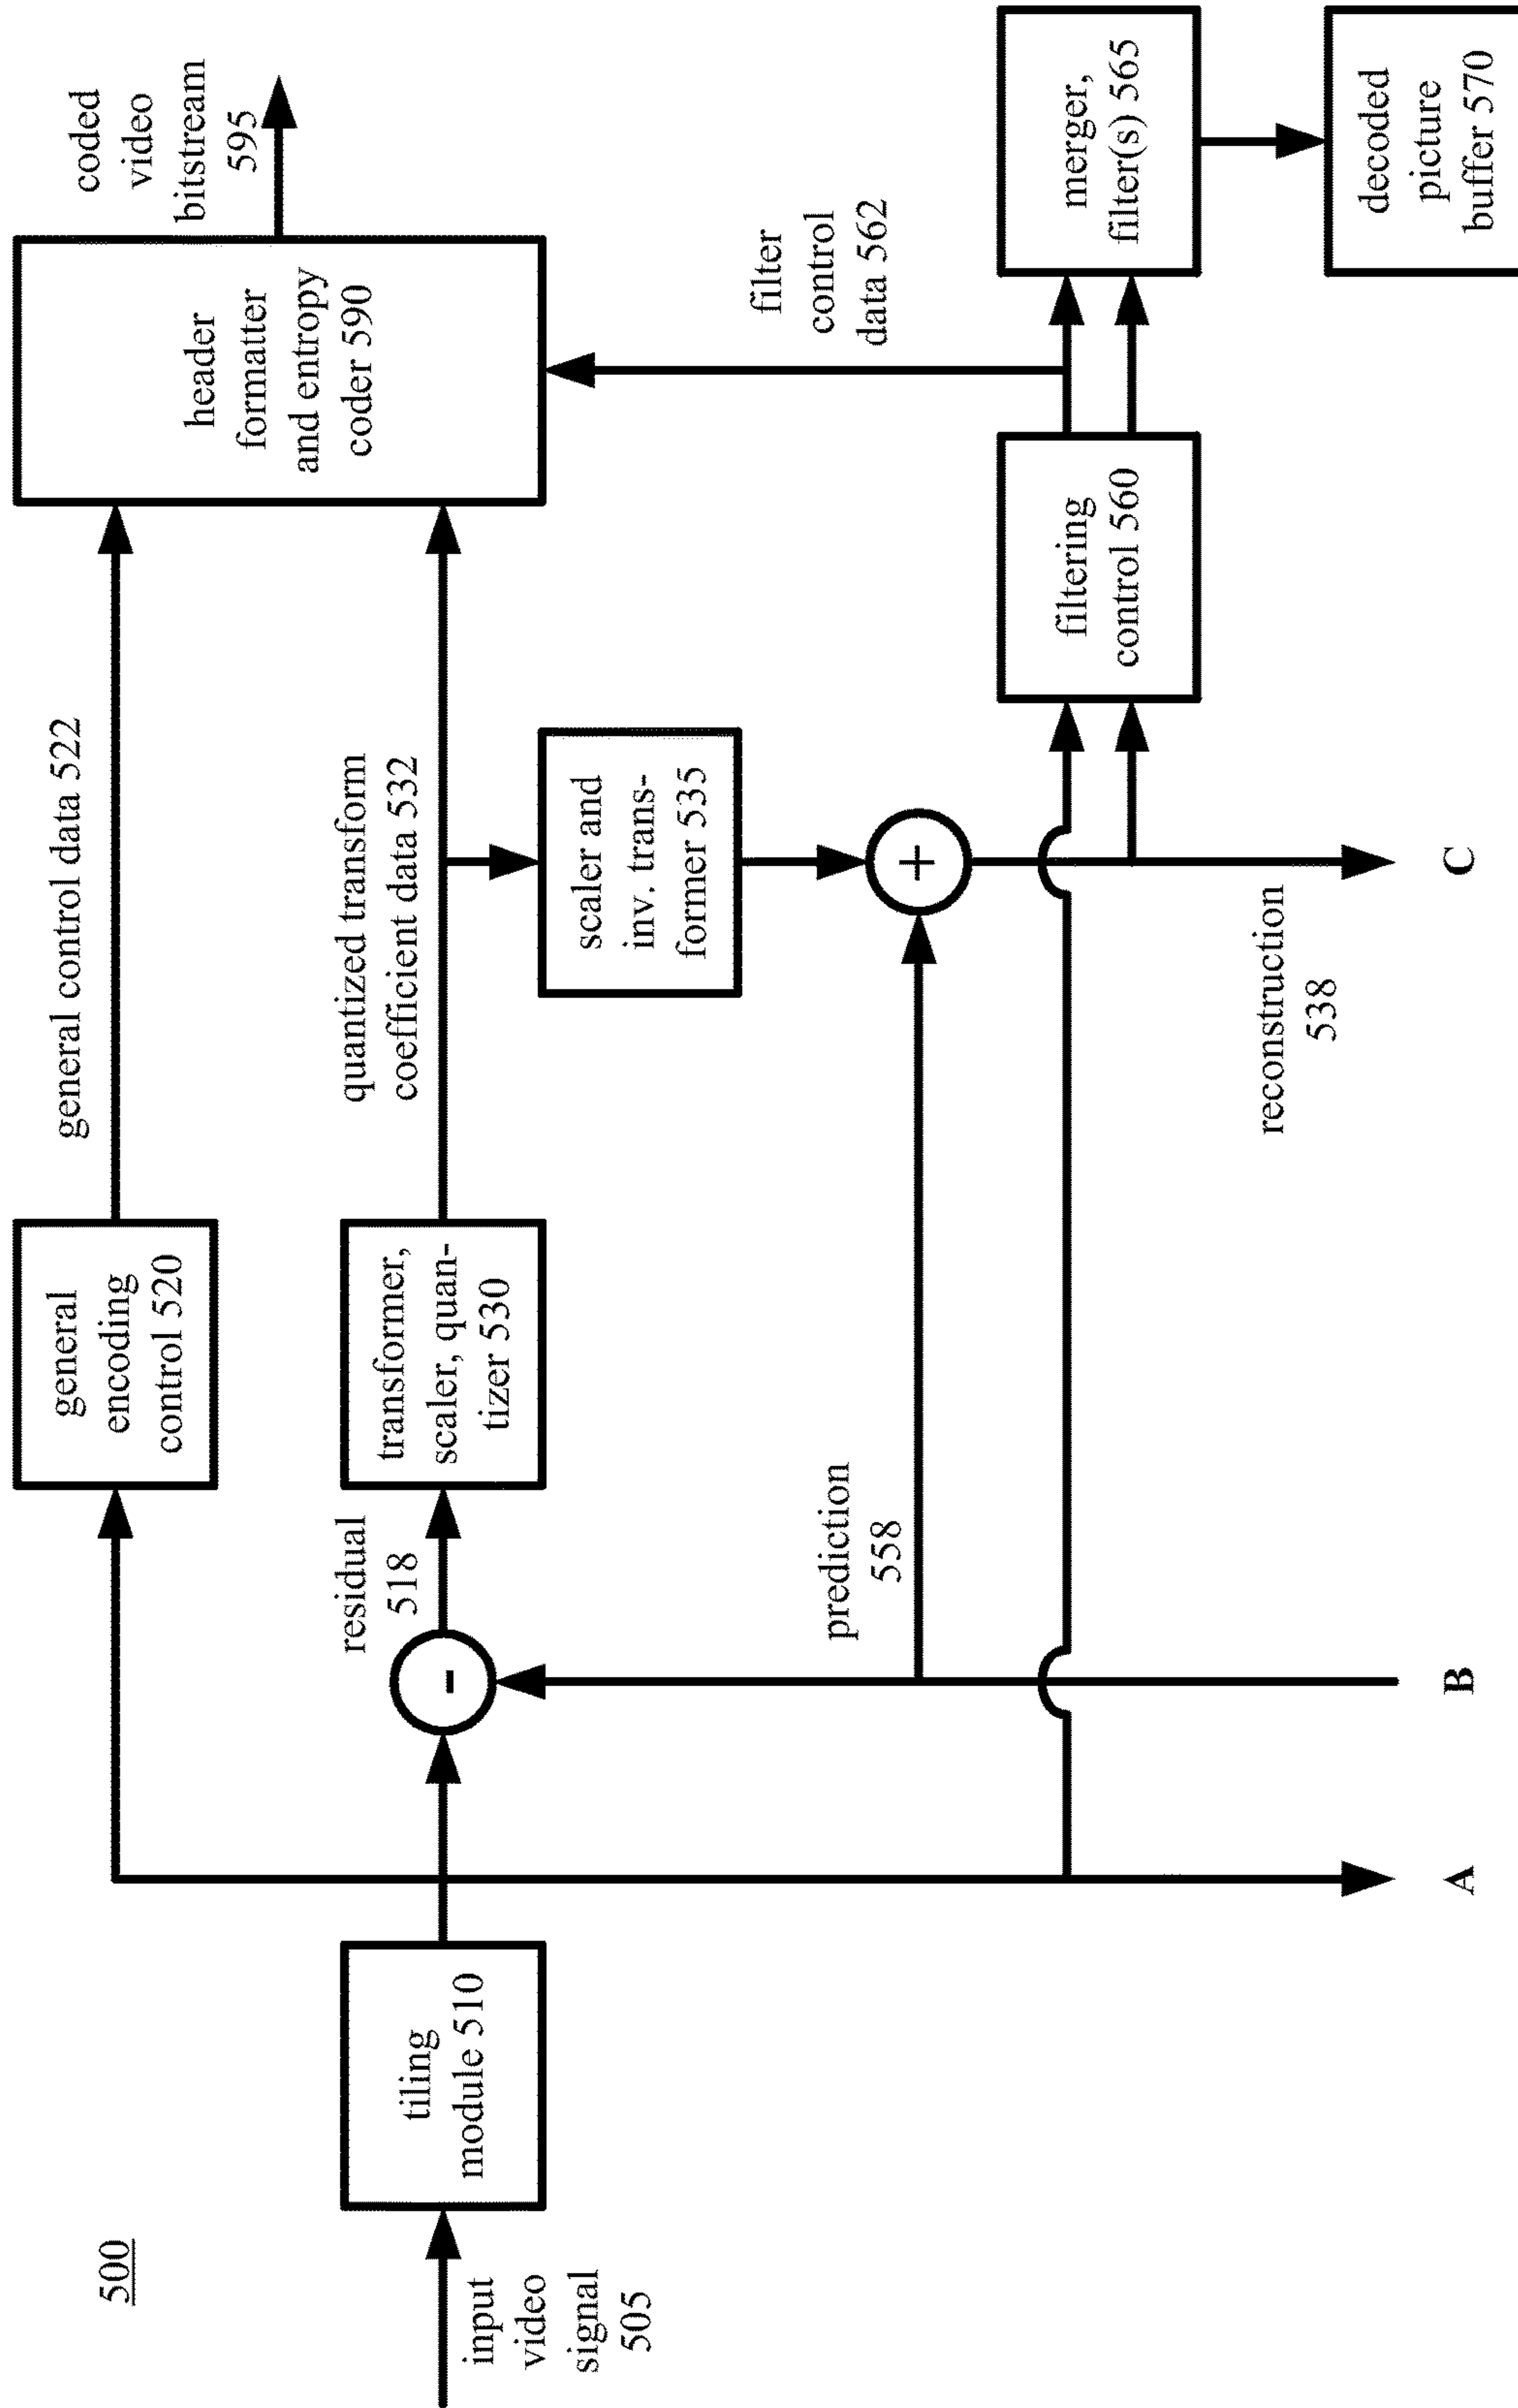 500
coded
video
bitstream
595
general control data 522
header
formatter
and entropy
coder 590
general
encoding
control 520
quantized transform
coefficient data 532
residual
518
transformer,
scaler, quan-
tizer 530
input
video
signal
505
tiling
module 510
-
scaler and
inv. trans-
former 535
filter
control
data 562
prediction
558
+
filtering
control 560
merger,
filter(s) 565
reconstruction
538
decoded
picture
buffer 570
A
B
C